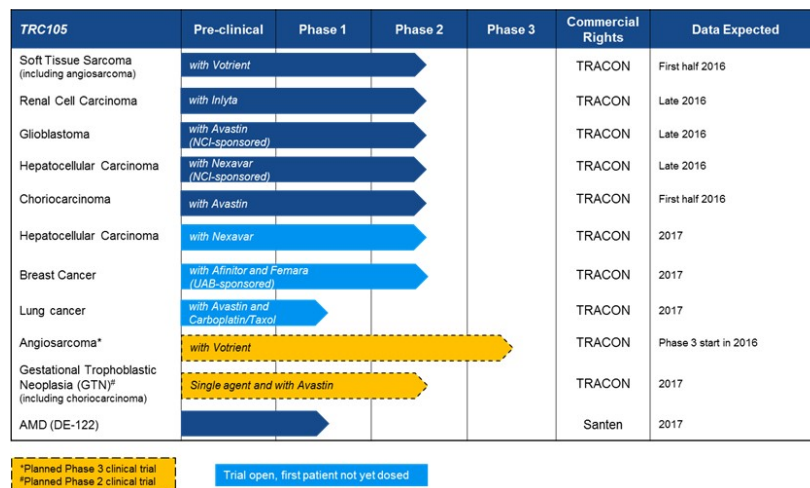 TRC105 Pre-clinical Phase 1 Phase 2 Phase 3 Commercial Rights Data Expected
Soft Tissue Sarcoma
(including angiosarcoma)
with Votrient TRACON First half 2016
Renal Cell Carcinoma with Inlyta TRACON Late 2016
Glioblastoma with Avastin
(NCI-sponsored) TRACON Late 2016
Hepatocellular Carcinoma with Nexavar
(NCI-sponsored) TRACON Late 2016
Choriocarcinoma with Avastin TRACON First half 2016
Hepatocellular Carcinoma with Nexavar TRACON 2017
Breast Cancer with Afinitor and Femara
(UAB-sponsored) TRACON 2017
Lung cancer with Avastin and
Carboplatin/Taxol TRACON 2017
Angiosarcoma* with Votrient TRACON Phase 3 start in 2016
Gestational Trophoblastic
Neoplasia (GTN)#
(including choriocarcinoma)
Single agent and with Avastin TRACON 2017
AMD (DE-122) Santen 2017
*Planned Phase 3 clinical trial
#Planned Phase 2 clinical trial
Trial open, first patient not yet dosed